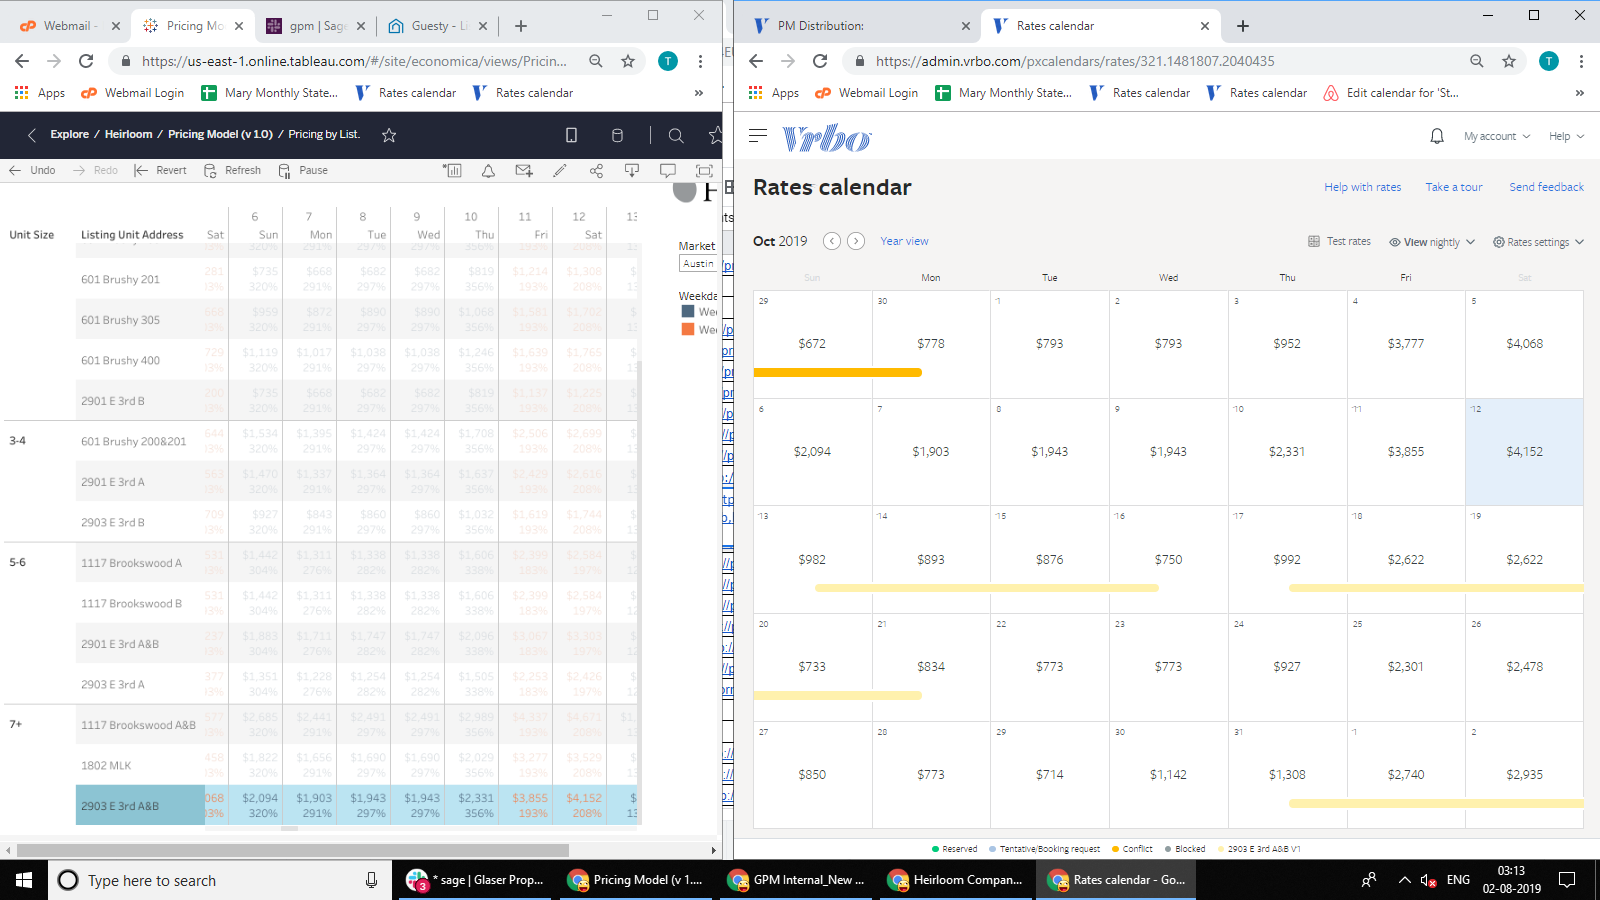 Webmail -
Pricing Mo
gpm | Sage
Guesty - Li
https://us-east-1.online.tableau.com/#/site/economica/views/Pricin...
T
Apps
Webmail Login
Mary Monthly State...
Rates calendar
Rates calendar
»
Explore / Heirloom / Pricing Model (v 1.0) / Pricing by List.
Undo
Redo
Revert
Refresh
Pause
6 7 8 9 10 11 12 13
Unit Size Listing Unit Address Sat Sun Mon Tue Wed Thu Fri Sat
Market
Austin
Weekda
We
We
601 Brushy 201 281 $735 $668 $682 $682 $819 $1,214 $1,308
320% 291% 297% 297% 356% 193% 208%
601 Brushy 305 $959 $872 $890 $890 $1,068 $1,581 $1,702
320% 291% 297% 297% 356% 193% 208%
601 Brushy 400 729 $1,119 $1,017 $1,038 $1,038 $1,246 $1,639 $1,765
320% 291% 297% 297% 356% 193% 208%
2901 E 3rd B 200 $735 $668 $682 $682 $819 $1,137 $1,225
320% 291% 297% 297% 356% 193% 208%
3-4 601 Brushy 200&201 644 $1,534 $1,395 $1,424 $1,424 $1,708 $2,506 $2,699
320% 291% 297% 297% 356% 193% 208%
2901 E 3rd A 563 $1,470 $1,337 $1,364 $1,364 $1,637 $2,429 $2,616
320% 291% 297% 297% 356% 193% 208%
2903 E 3rd B 709 $927 $843 $860 $860 $1,032 $1,619 $1,744
320% 291% 297% 297% 356% 193% 208%
5-6 1117 Brookswood A 531 $1,442 $1,311 $1,338 $1,338 $1,606 $2,399 $2,584
304% 276% 282% 282% 338% 183% 197%
1117 Brookswood B 531 $1,442 $1,311 $1,338 $1,338 $1,606 $2,399 $2,584
304% 276% 282% 282% 338% 183% 197%
2901 E 3rd A&B 237 $1,883 $1,711 $1,747 $1,747 $2,096 $3,067 $3,303
304% 276% 282% 282% 338% 183% 197%
2903 E 3rd A 377 $1,351 $1,228 $1,254 $1,254 $1,505 $2,253 $2,426
304% 276% 282% 282% 338% 183% 197%
7+ 1117 Brookswood A&B 577 $2,685 $2,441 $2,491 $2,491 $2,989 $4,337 $4,671 $1,
320% 291% 297% 297% 356% 193% 208%
1802 MLK 458 $1,822 $1,656 $1,690 $1,690 $2,029 $3,277 $3,529
320% 291% 297% 297% 356% 193% 208%
2903 E 3rd A&B 068 $2,094 $1,903 $1,943 $1,943 $2,331 $3,855 $4,152 $
03% 320% 291% 297% 297% 356% 193% 208% 13
PM Distribution:
Rates calendar
https://admin.vrbo.com/pxcalendars/rates/321.1481807.2040435
T
Apps
Webmail Login
Mary Monthly State...
Rates calendar
Rates calendar
Edit calendar for 'St...
»
Vrbo
My account
Help
Rates calendar
Help with rates
Take a tour
Send feedback
Oct 2019
Year view
Test rates
View nightly
Rates settings
Sun Mon Tue Wed Thu Fri Sat
29 30 1 2 3 4 5
$672 $778 $793 $793 $952 $3,777 $4,068
6 7 8 9 10 11 12
$2,094 $1,903 $1,943 $1,943 $2,331 $3,855 $4,152
13 14 15 16 17 18 19
$982 $893 $876 $750 $992 $2,622 $2,622
20 21 22 23 24 25 26
$733 $834 $773 $773 $927 $2,301 $2,478
27 28 29 30 31 1 2
$850 $773 $714 $1,142 $1,308 $2,740 $2,935
Reserved
Tentative/Booking request
Conflict
Blocked
2903 E 3rd A&B V1
Type here to search
3
* sage | Glaser Prop...
Pricing Model (v 1....
GPM Internal_New ...
Heirloom Compan...
Rates calendar - Go...
ENG
03:13
02-08-2019